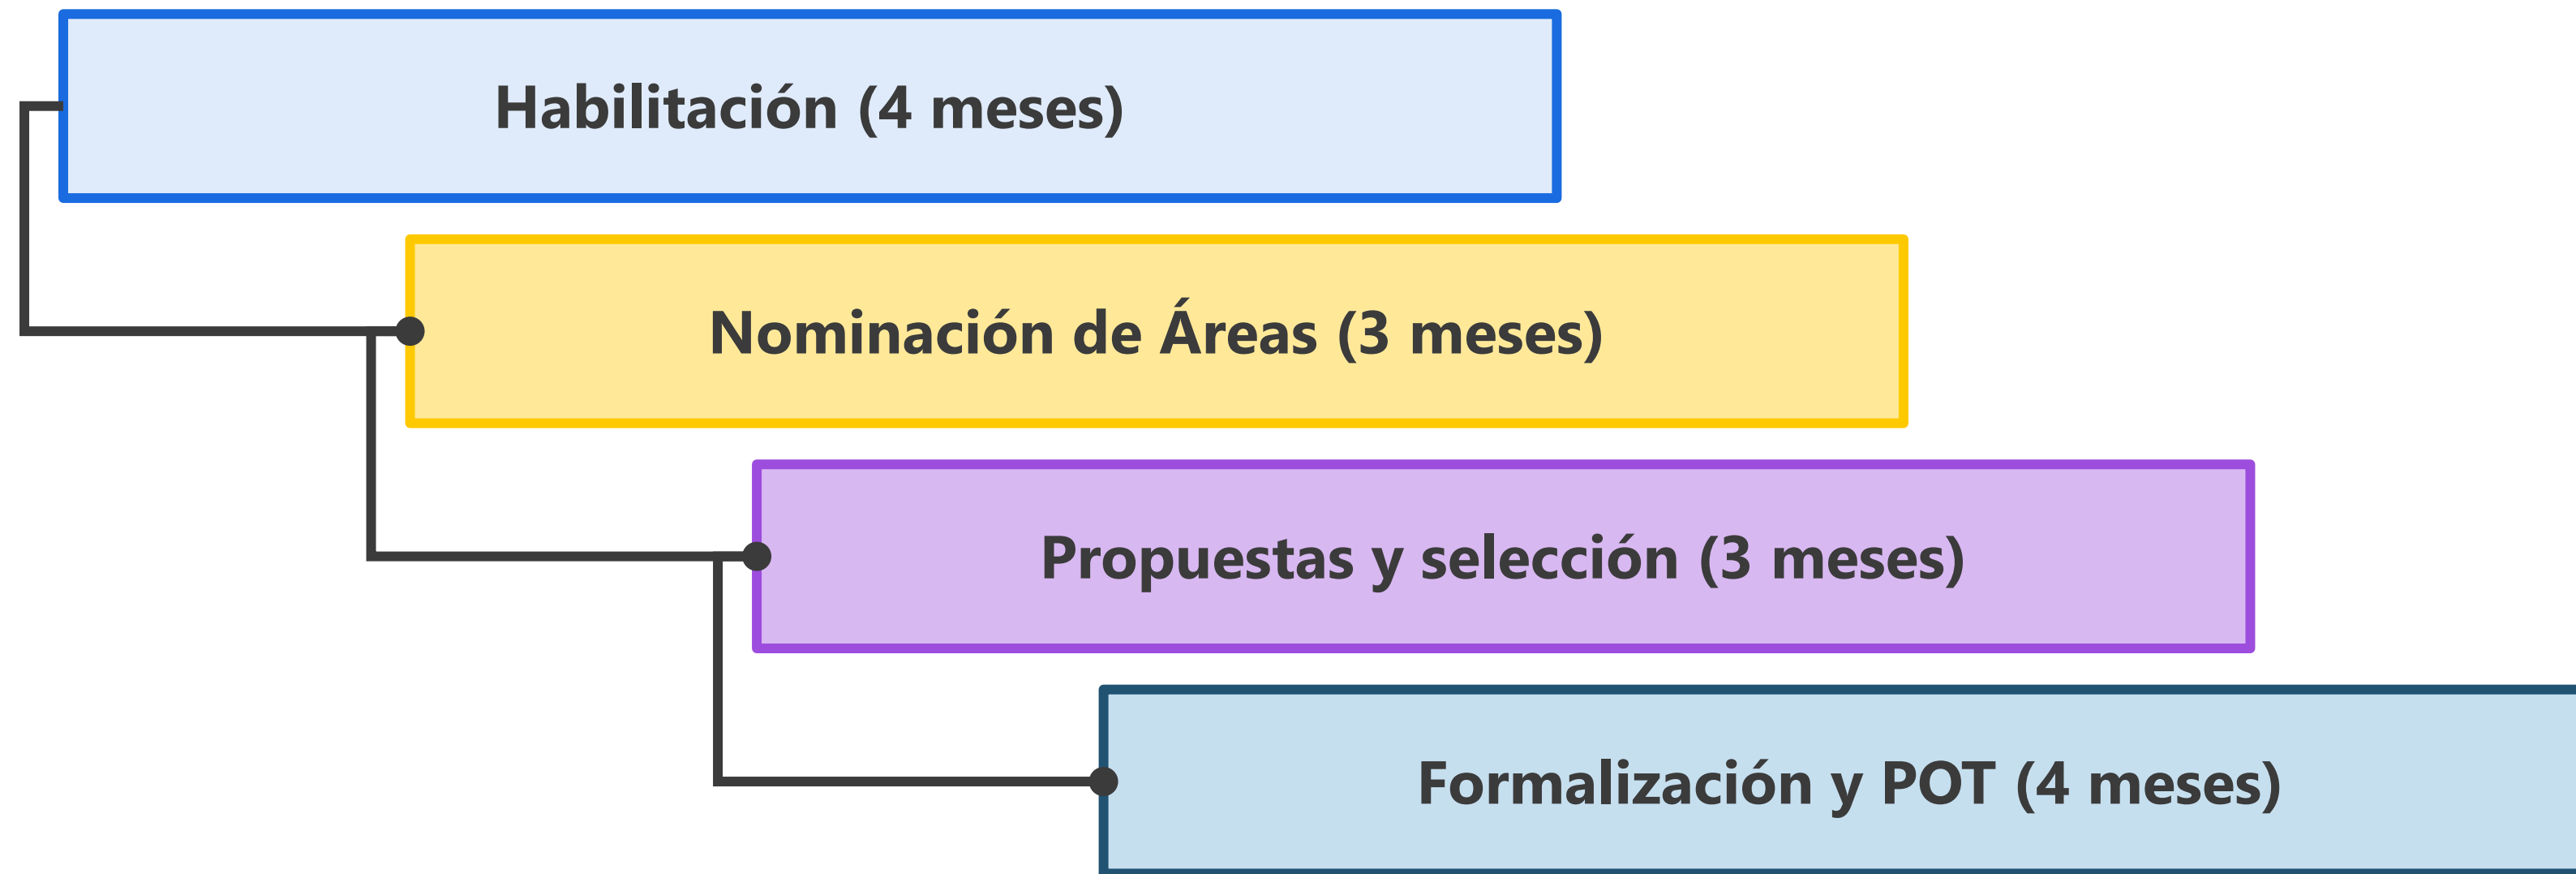 Habilitación (4 meses)
Nominación de Áreas (3 meses)
Propuestas y selección (3 meses)
Formalización y POT (4 meses)